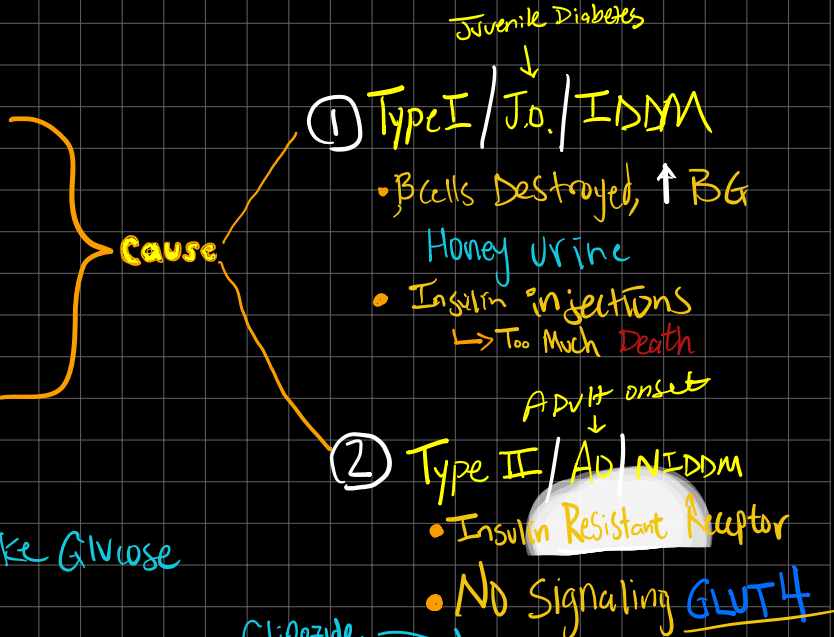 Juvenile Diabetes
① Type I / J.O. / IDDM
• β cells Destroyed, ↑ BG
Honey urine
Cause
• Insulin injections
↳ Too Much Death
Adult onset
② Type II / AO / NIDDM
• Insulin Resistant Receptor
ke Glucose
• No Signaling GLUT4